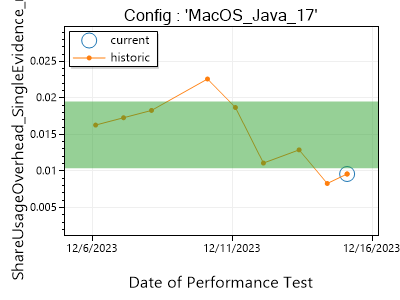 Config : 'MacOS_Java_17'
current
historic
0.025
0.02
0.015
0.01
0.005
ShareUsageOverhead_SingleEvidence_
12/6/2023
12/11/2023
12/16/2023
Date of Performance Test